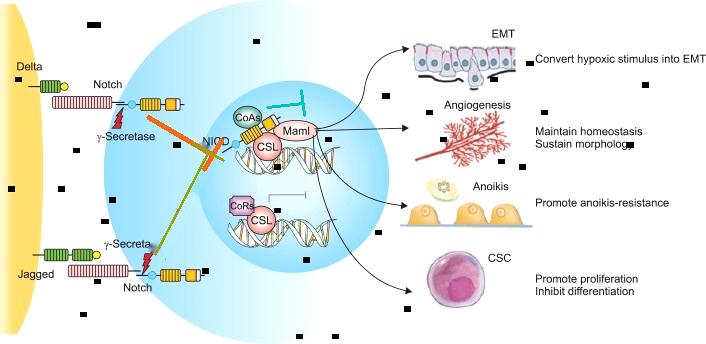 EMT
Convert hypoxic stimulus into EMT
Delta
Notch
γ-Secretase
CoAs
NICD
CSL
Maml
Angiogenesis
Maintain homeostasis
Sustain morphology
Anoikis
Promote anoikis-resistance
CoRs
CSL
γ-Secreta
Jagged
Notch
CSC
Promote proliferation
Inhibit differentiation